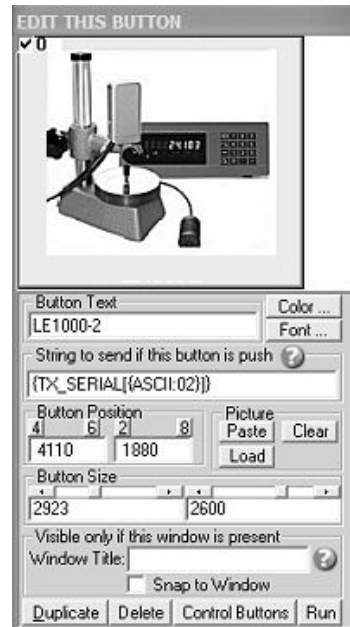 EDIT THIS BUTTON
0
24.103
Button Text
LE1000-2
Color ...
Font ...
String to send if this button is push ?
{TX_SERIAL[{ASCII:02}]}
Button Position
4 6 2 8
4110 1880
Picture
Paste Clear
Load
Button Size
2923 2600
Visible only if this window is present
Window Title: ?
Snap to Window
Duplicate Delete Control Buttons Run